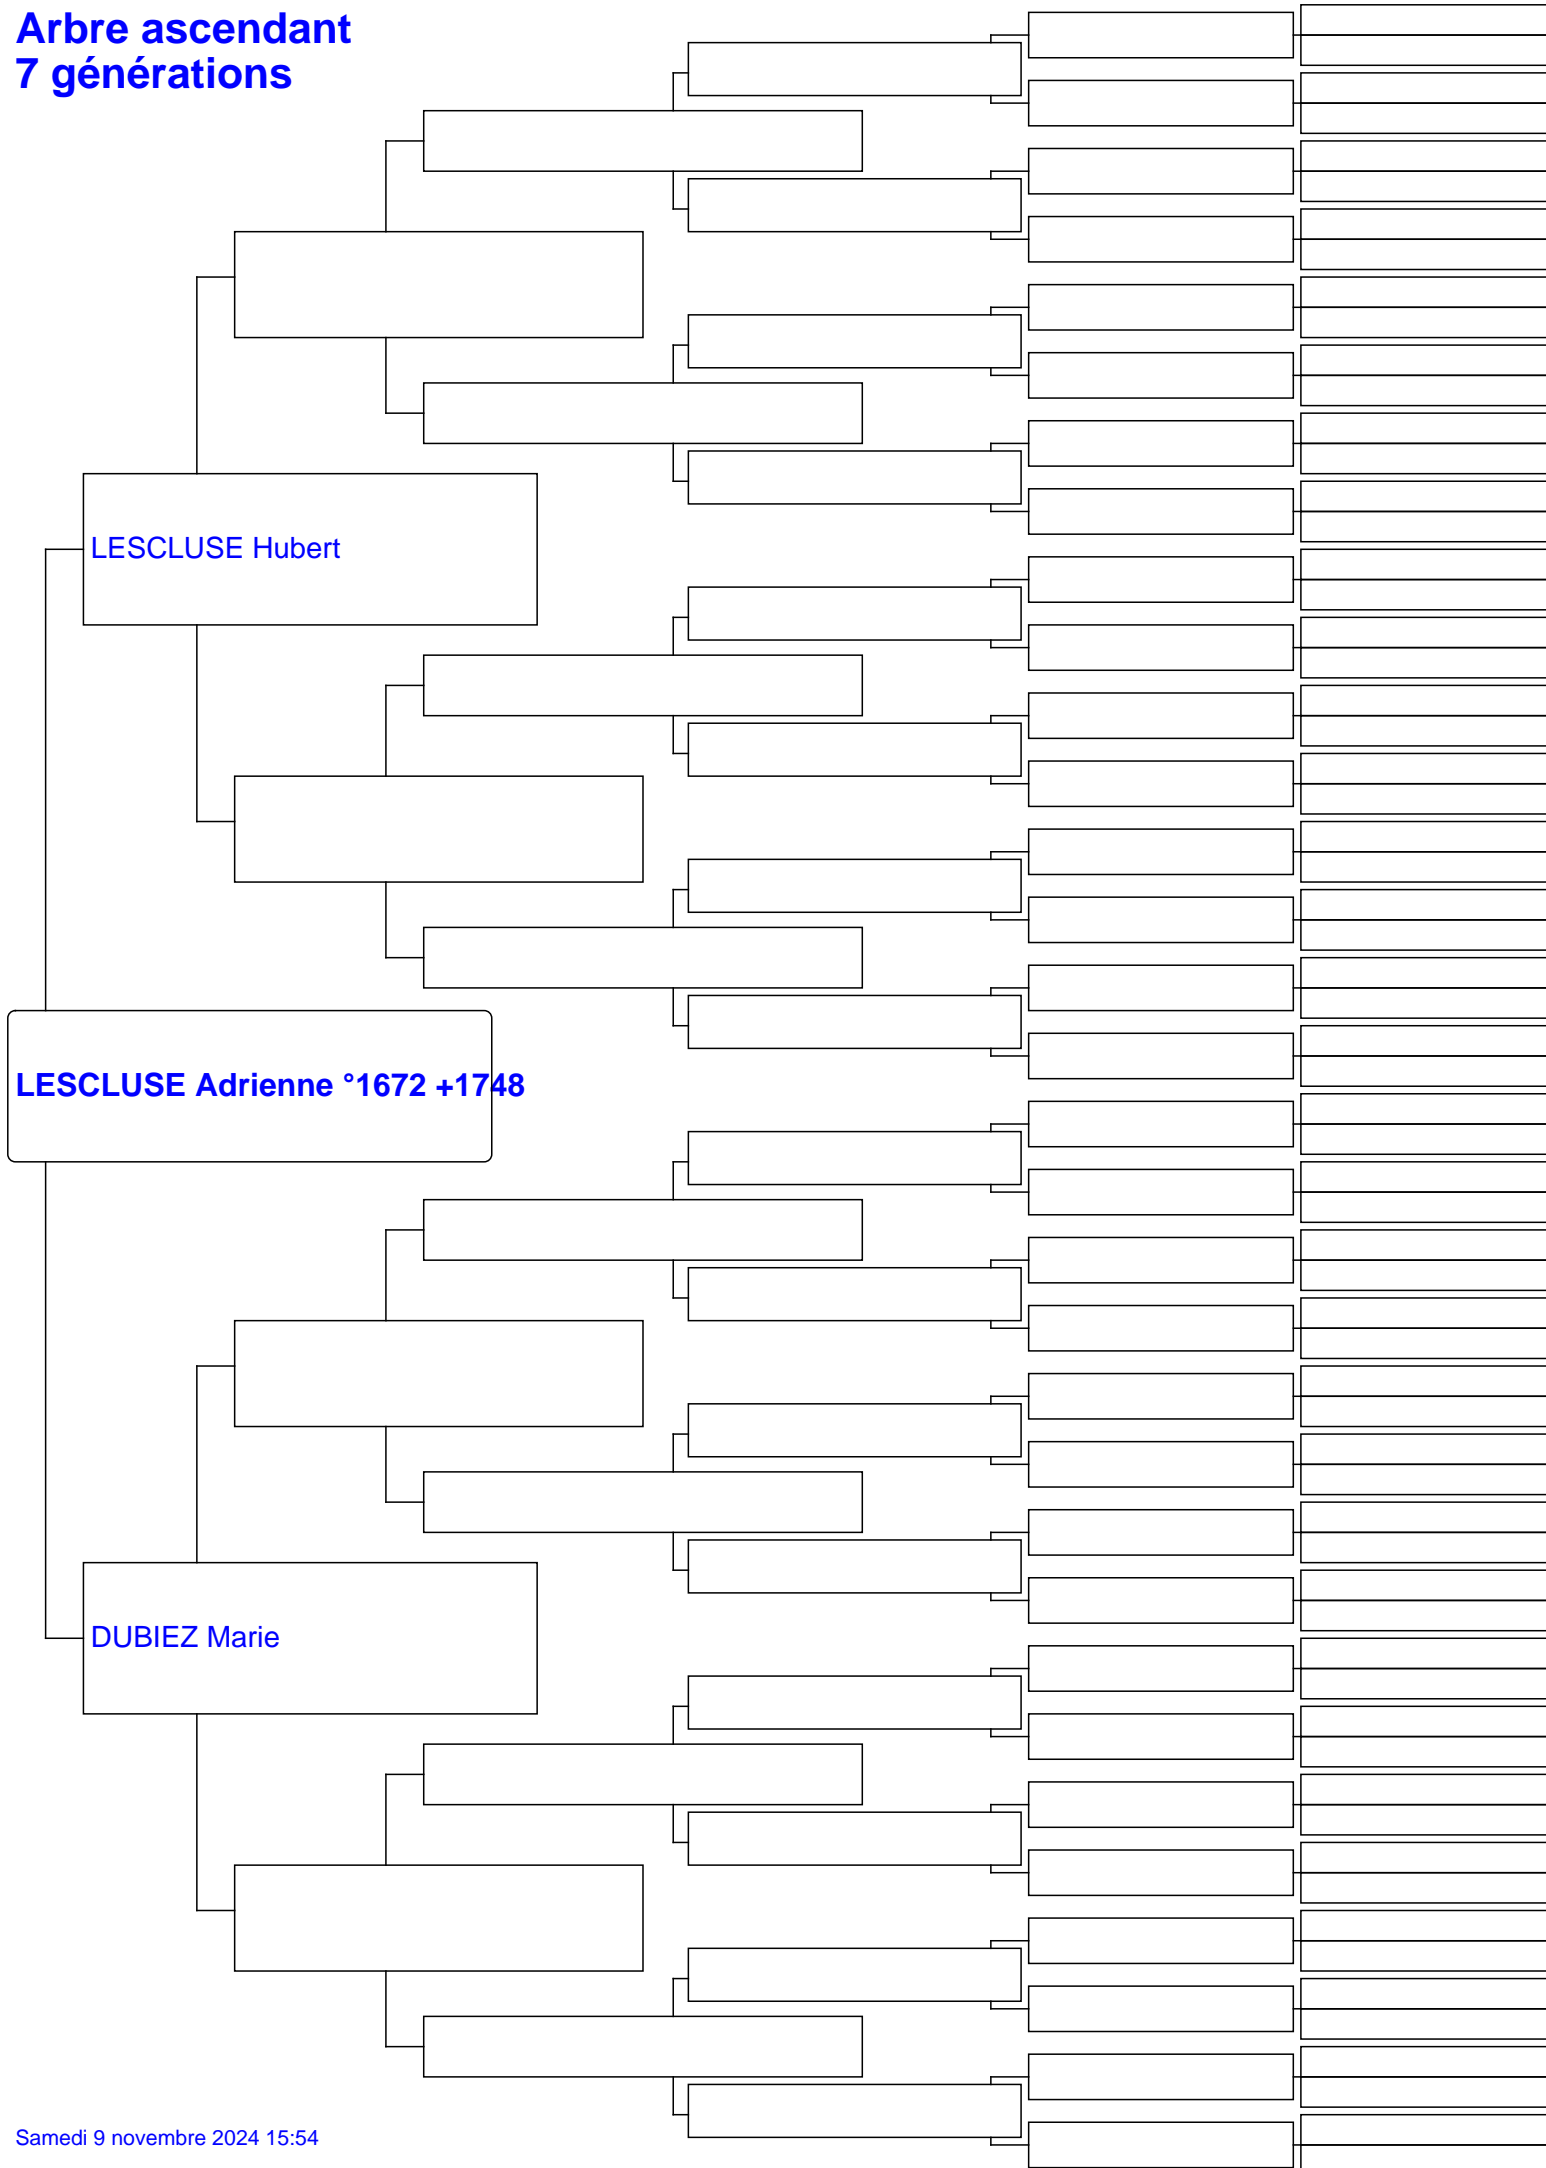 Arbre ascendant
7 générations
LESCLUSE Hubert
LESCLUSE Adrienne °1672 +1748
DUBIEZ Marie
Samedi 9 novembre 2024 15:54